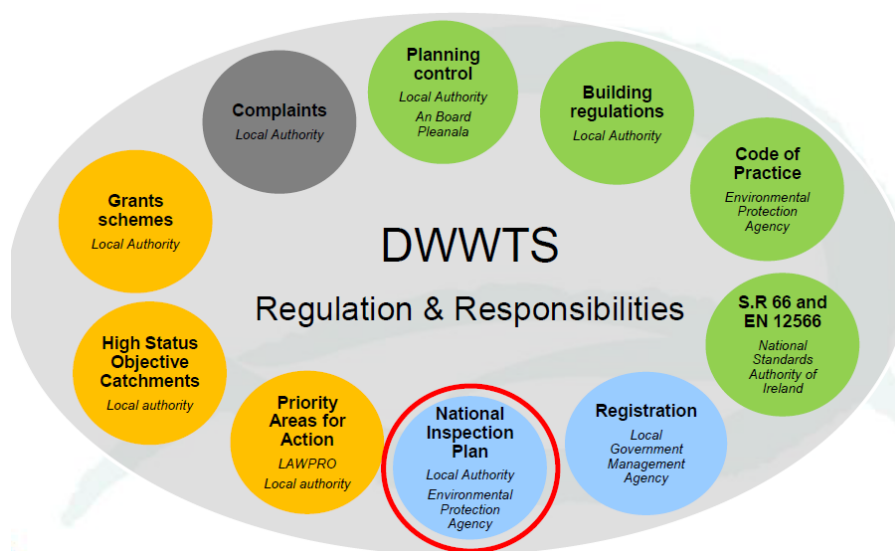 Planning
control
Local Authority
An Board
Pleanala
Building
regulations
Local Authority
Code of
Practice
Environmental
Protection
Agency
S.R 66 and
EN 12566
National
Standards
Authority of
Ireland
Registration
Local
Government
Management
Agency
National
Inspection
Plan
Local Authority
Environmental
Protection
Agency
Priority
Areas for
Action
LAWPRO
Local authority
High Status
Objective
Catchments
Local authority
Grants
schemes
Local Authority
Complaints
Local Authority
DWWTS
Regulation & Responsibilities